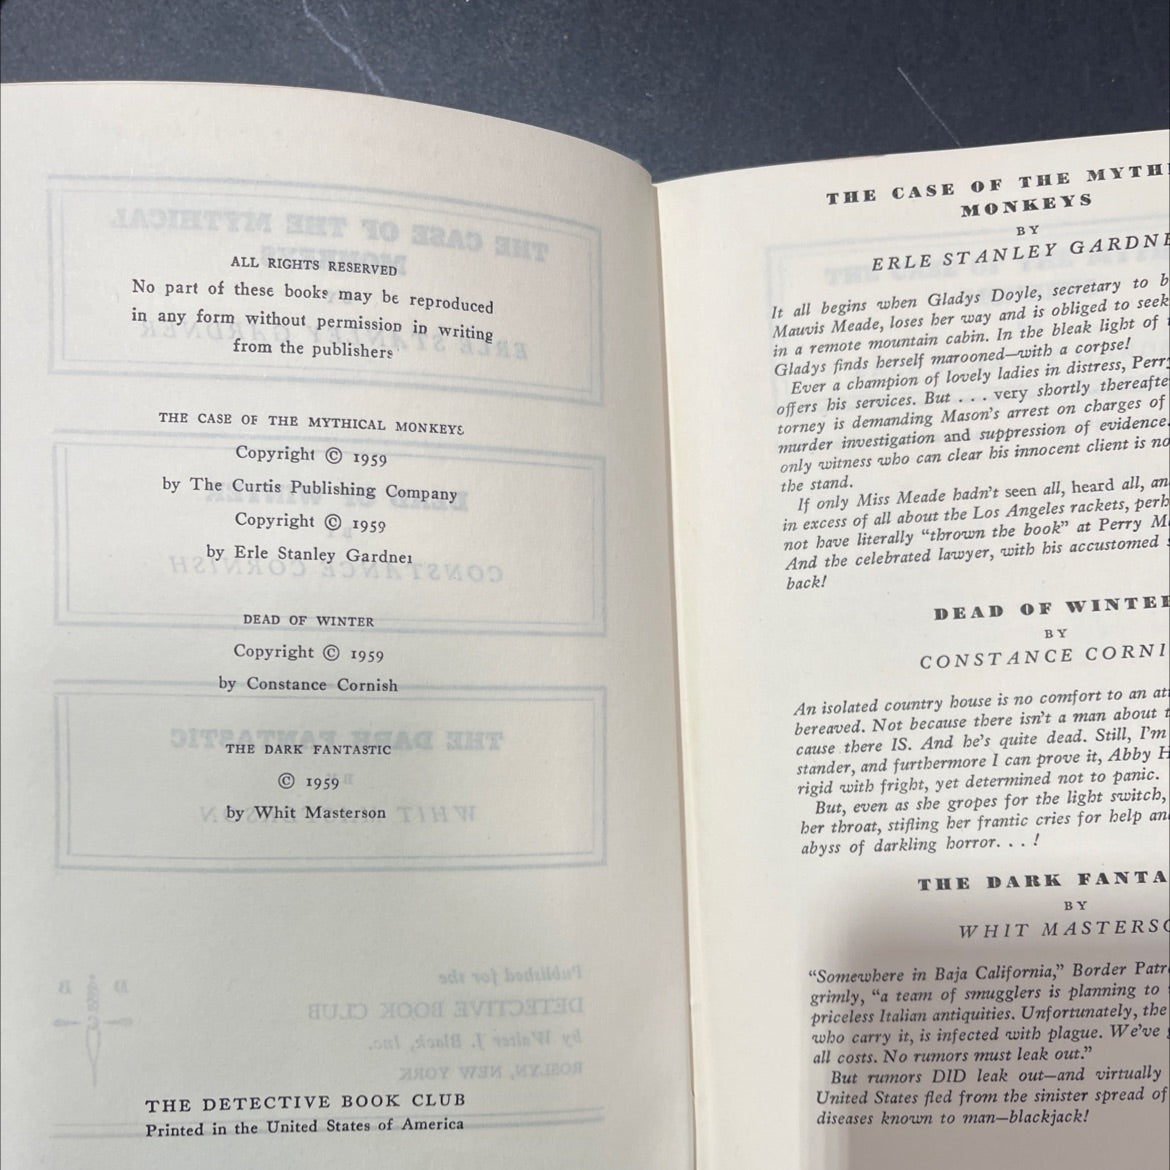 ALL RIGHTS RESERVED
No part of these books may be reproduced
in any form without permission in writing
from the publishers
THE CASE OF THE MYTHICAL MONKEYS
Copyright © 1959
by The Curtis Publishing Company
Copyright © 1959
by Erle Stanley Gardner
DEAD OF WINTER
Copyright © 1959
by Constance Cornish
THE DARK FANTASTIC
© 1959
by Whit Masterson
THE DETECTIVE BOOK CLUB
Printed in the United States of America
THE CASE OF THE MYTHI
MONKEYS
BY
ERLE STANLEY GARDNE
It all begins when Gladys Doyle, secretary to b
Mauvis Meade, loses her way and is obliged to seek
in a remote mountain cabin. In the bleak light of
Gladys finds herself marooned—with a corpse!
Ever a champion of lovely ladies in distress, Perry
offers his services. But . . . very shortly thereafte
torney is demanding Mason's arrest on charges of
murder investigation and suppression of evidence.
only witness who can clear his innocent client is no
the stand.
If only Miss Meade hadn't seen all, heard all, an
in excess of all about the Los Angeles rackets, perh
not have literally “thrown the book” at Perry Ma
And the celebrated lawyer, with his accustomed s
back!
DEAD OF WINTER
BY
CONSTANCE CORNI
An isolated country house is no comfort to an att
bereaved. Not because there isn't a man about t
cause there IS. And he's quite dead. Still, I'm
stander, and furthermore I can prove it, Abby H
rigid with fright, yet determined not to panic.
But, even as she gropes for the light switch,
her throat, stifling her frantic cries for help and
abyss of darkling horror. . . !
THE DARK FANTA
BY
WHIT MASTERSO
“Somewhere in Baja California,” Border Patr
grimly, “a team of smugglers is planning to
priceless Italian antiquities. Unfortunately, the
who carry it, is infected with plague. We've g
all costs. No rumors must leak out.”
But rumors DID leak out—and virtually
United States fled from the sinister spread of
diseases known to man—blackjack!